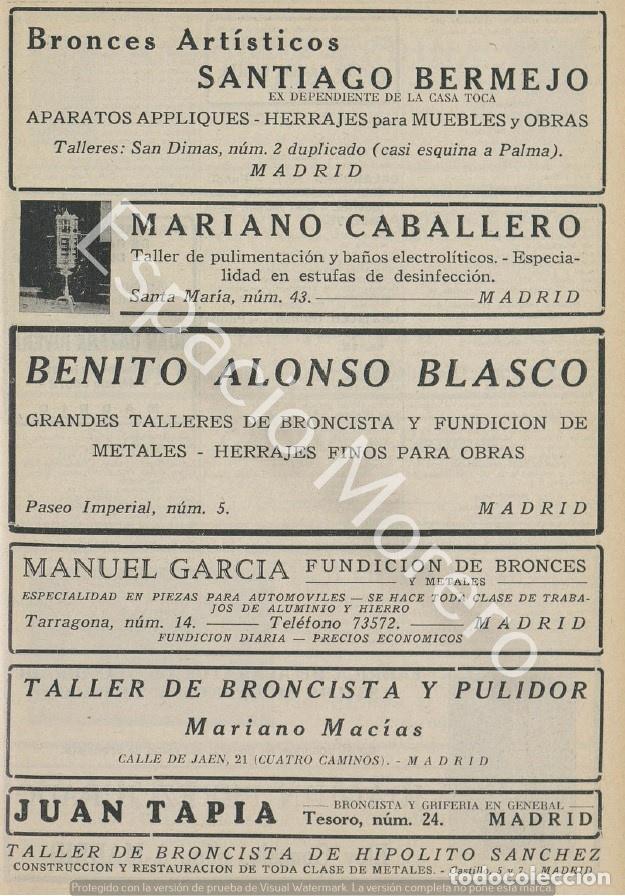 Bronces Artísticos
SANTIAGO BERMEJO
EX DEPENDIENTE DE LA CASA TOCA
APARATOS APPLIQUES - HERRAJES para MUEBLES y OBRAS
Talleres: San Dimas, núm. 2 duplicado (casi esquina a Palma).
MADRID
MARIANO CABALLERO
Taller de pulimentación y baños electrolíticos. - Especia-
lidad en estufas de desinfección.
Santa María, núm. 43. MADRID
BENITO ALONSO BLASCO
GRANDES TALLERES DE BRONCISTA Y FUNDICION DE
METALES - HERRAJES FINOS PARA OBRAS
Paseo Imperial, núm. 5. MADRID
MANUEL GARCIA FUNDICION DE BRONCES
Y METALES
ESPECIALIDAD EN PIEZAS PARA AUTOMOVILES — SE HACE TODA CLASE DE TRABA-
JOS DE ALUMINIO Y HIERRO
Tarragona, núm. 14. — Teléfono 73572. — MADRID
FUNDICION DIARIA — PRECIOS ECONOMICOS
TALLER DE BRONCISTA Y PULIDOR
Mariano Macías
CALLE DE JAEN, 21 (CUATRO CAMINOS). - MADRID
JUAN TAPIA — BRONCISTA Y GRIFERIA EN GENERAL —
Tesoro, núm. 24. MADRID
TALLER DE BRONCISTA DE HIPOLITO SANCHEZ
CONSTRUCCION Y RESTAURACION DE TODA CLASE DE METALES. - Castillo, 5 y 7. MADRID
Espacio Morero
todocoleccion
Protegido con la versión de prueba de Visual Watermark. La versión completa no pone esta marca.